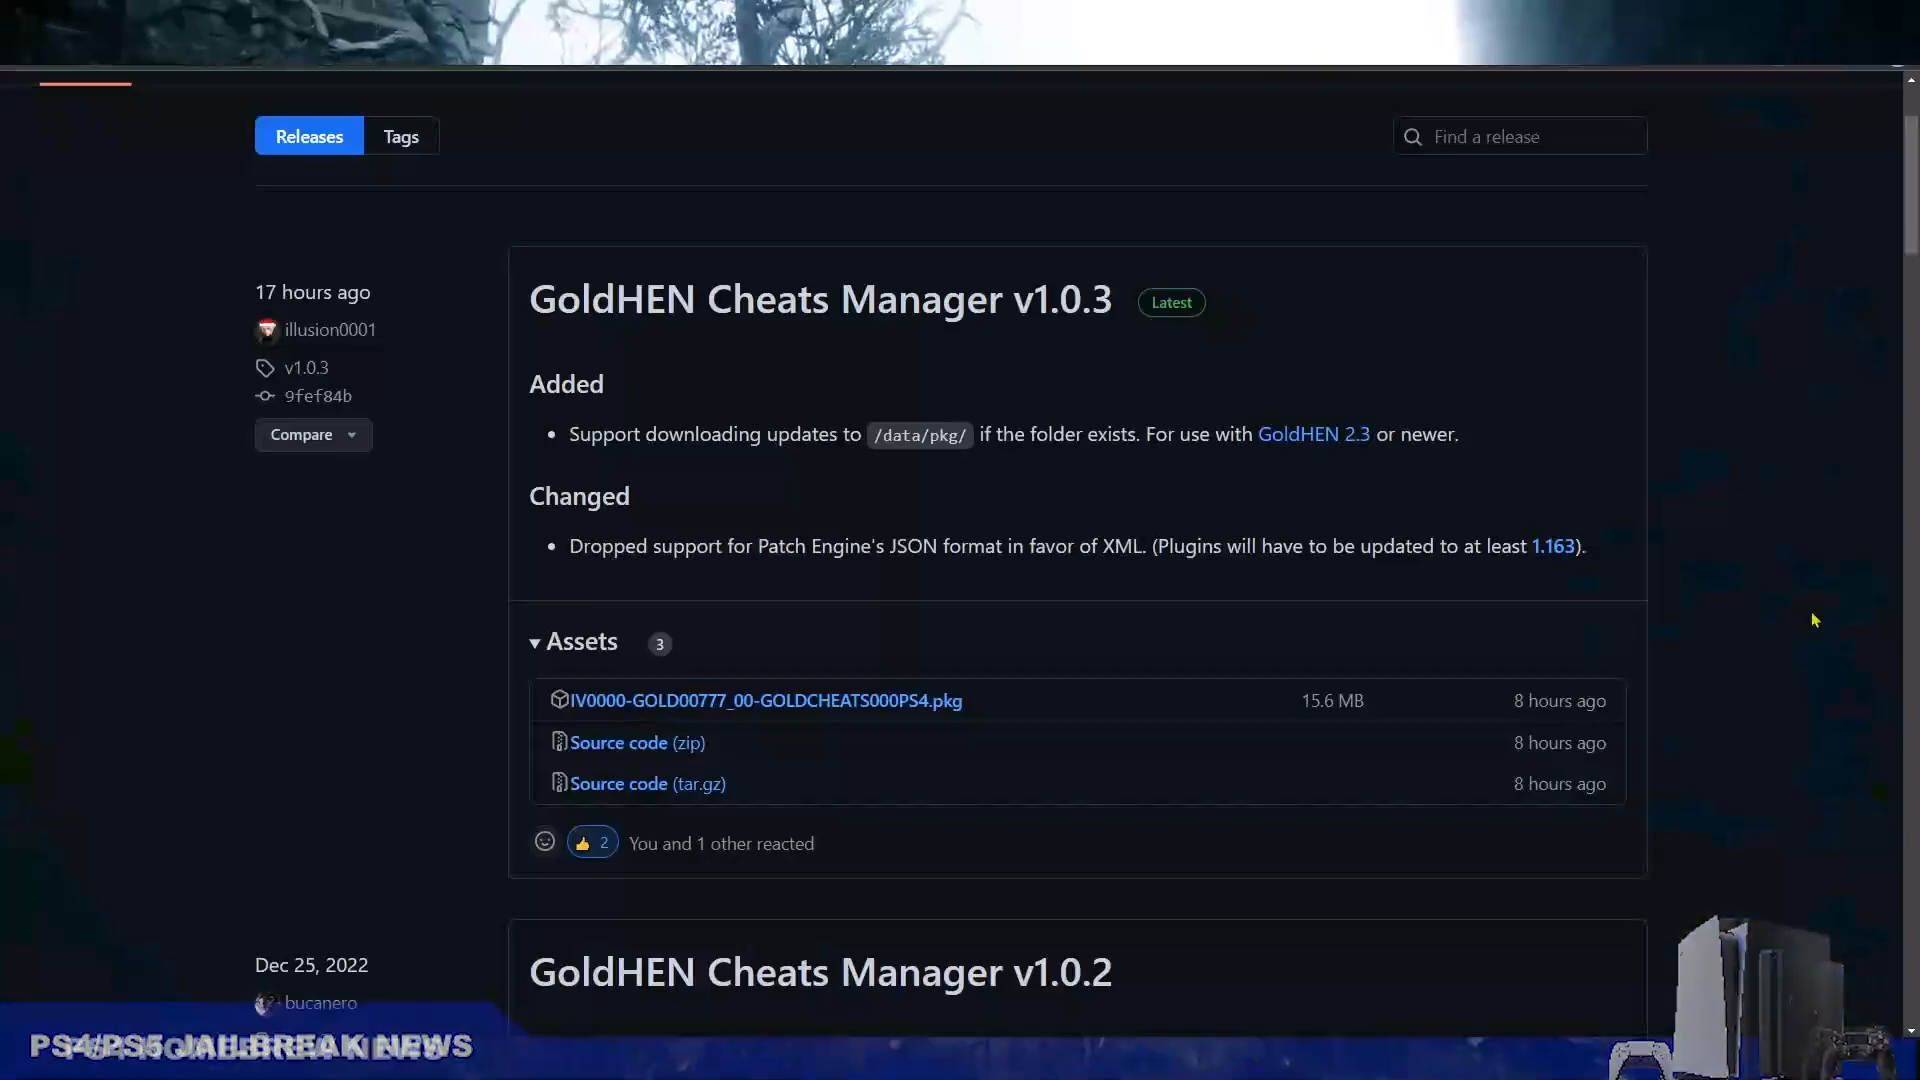 Releases
Tags
Find a release
17 hours ago
illusion0001
v1.0.3
9fef84b
Compare
GoldHEN Cheats Manager v1.0.3 Latest
Added
Support downloading updates to /data/pkg/ if the folder exists. For use with GoldHEN 2.3 or newer.
Changed
Dropped support for Patch Engine's JSON format in favor of XML. (Plugins will have to be updated to at least 1.163).
Assets 3
IV0000-GOLD00777_00-GOLDCHEATS000PS4.pkg 15.6 MB 8 hours ago
Source code (zip) 8 hours ago
Source code (tar.gz) 8 hours ago
2 You and 1 other reacted
Dec 25, 2022
bucanero
GoldHEN Cheats Manager v1.0.2
PS4/PS5 JAILBREAK NEWS